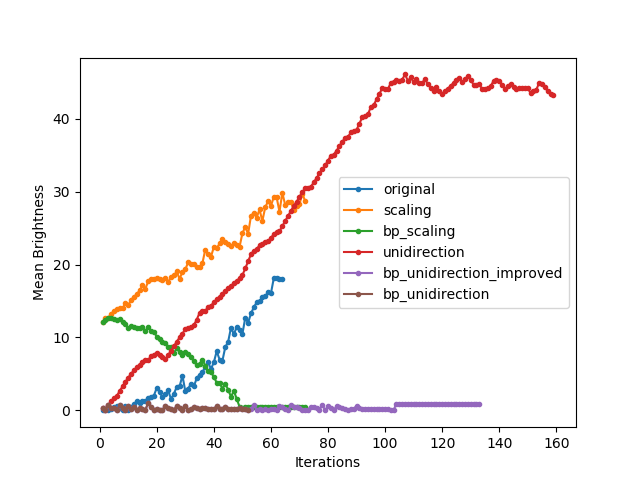 40
30
20
10
0
Mean Brightness
original
scaling
bp_scaling
unidirection
bp_unidirection_improved
bp_unidirection
0 20 40 60 80 100 120 140 160
Iterations